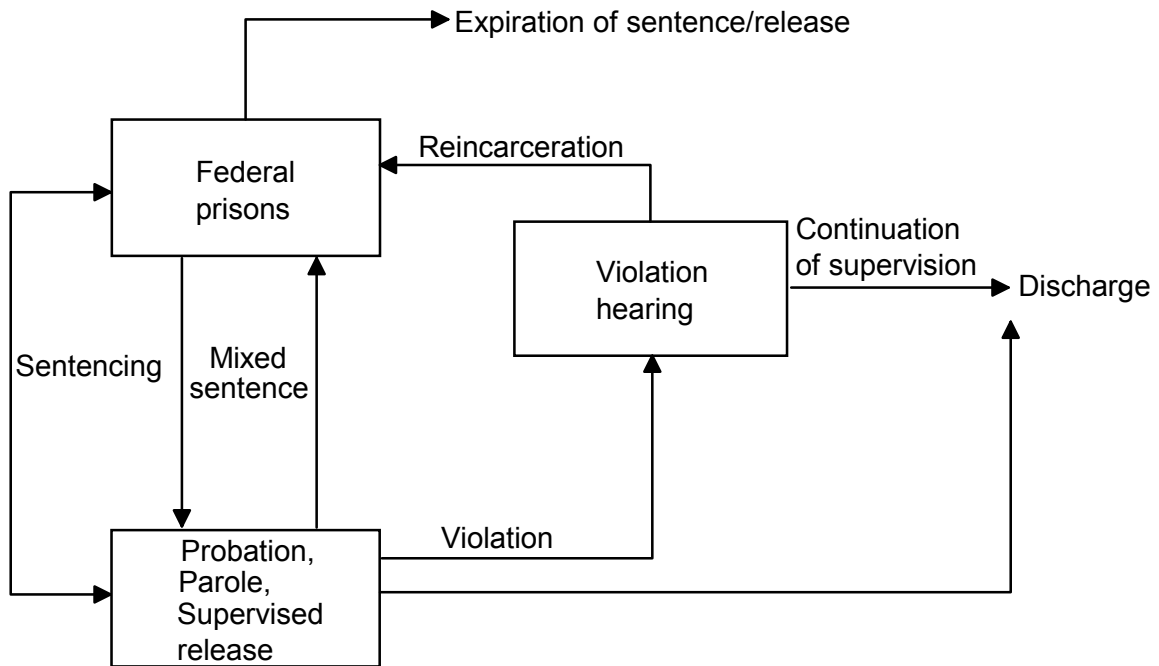 Expiration of sentence/release
Reincarceration
Federal
prisons
Continuation
of supervision
Violation
hearing
Discharge
Sentencing
Mixed
sentence
Violation
Probation,
Parole,
Supervised
release